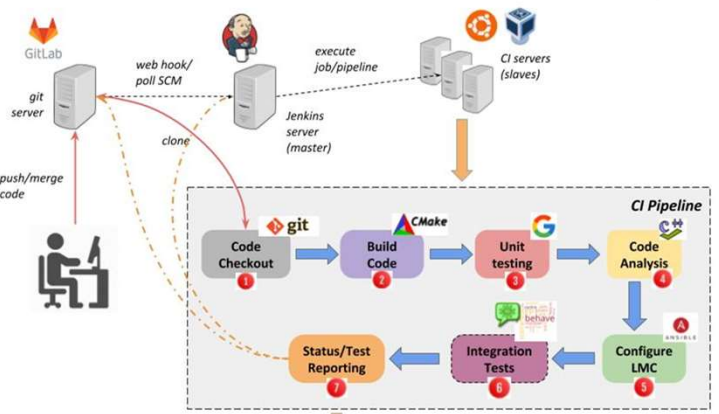 GitLab
web hook/
poll SCM
execute
job/pipeline
CI servers
(slaves)
git
server
Jenkins
server
(master)
clone
push/merge
code
CI Pipeline
git
CMake
G
C++
Code
Checkout
1
Build
Code
2
Unit
testing
3
Code
Analysis
4
behave
A
ANSIBLE
Status/Test
Reporting
7
Integration
Tests
6
Configure
LMC
5